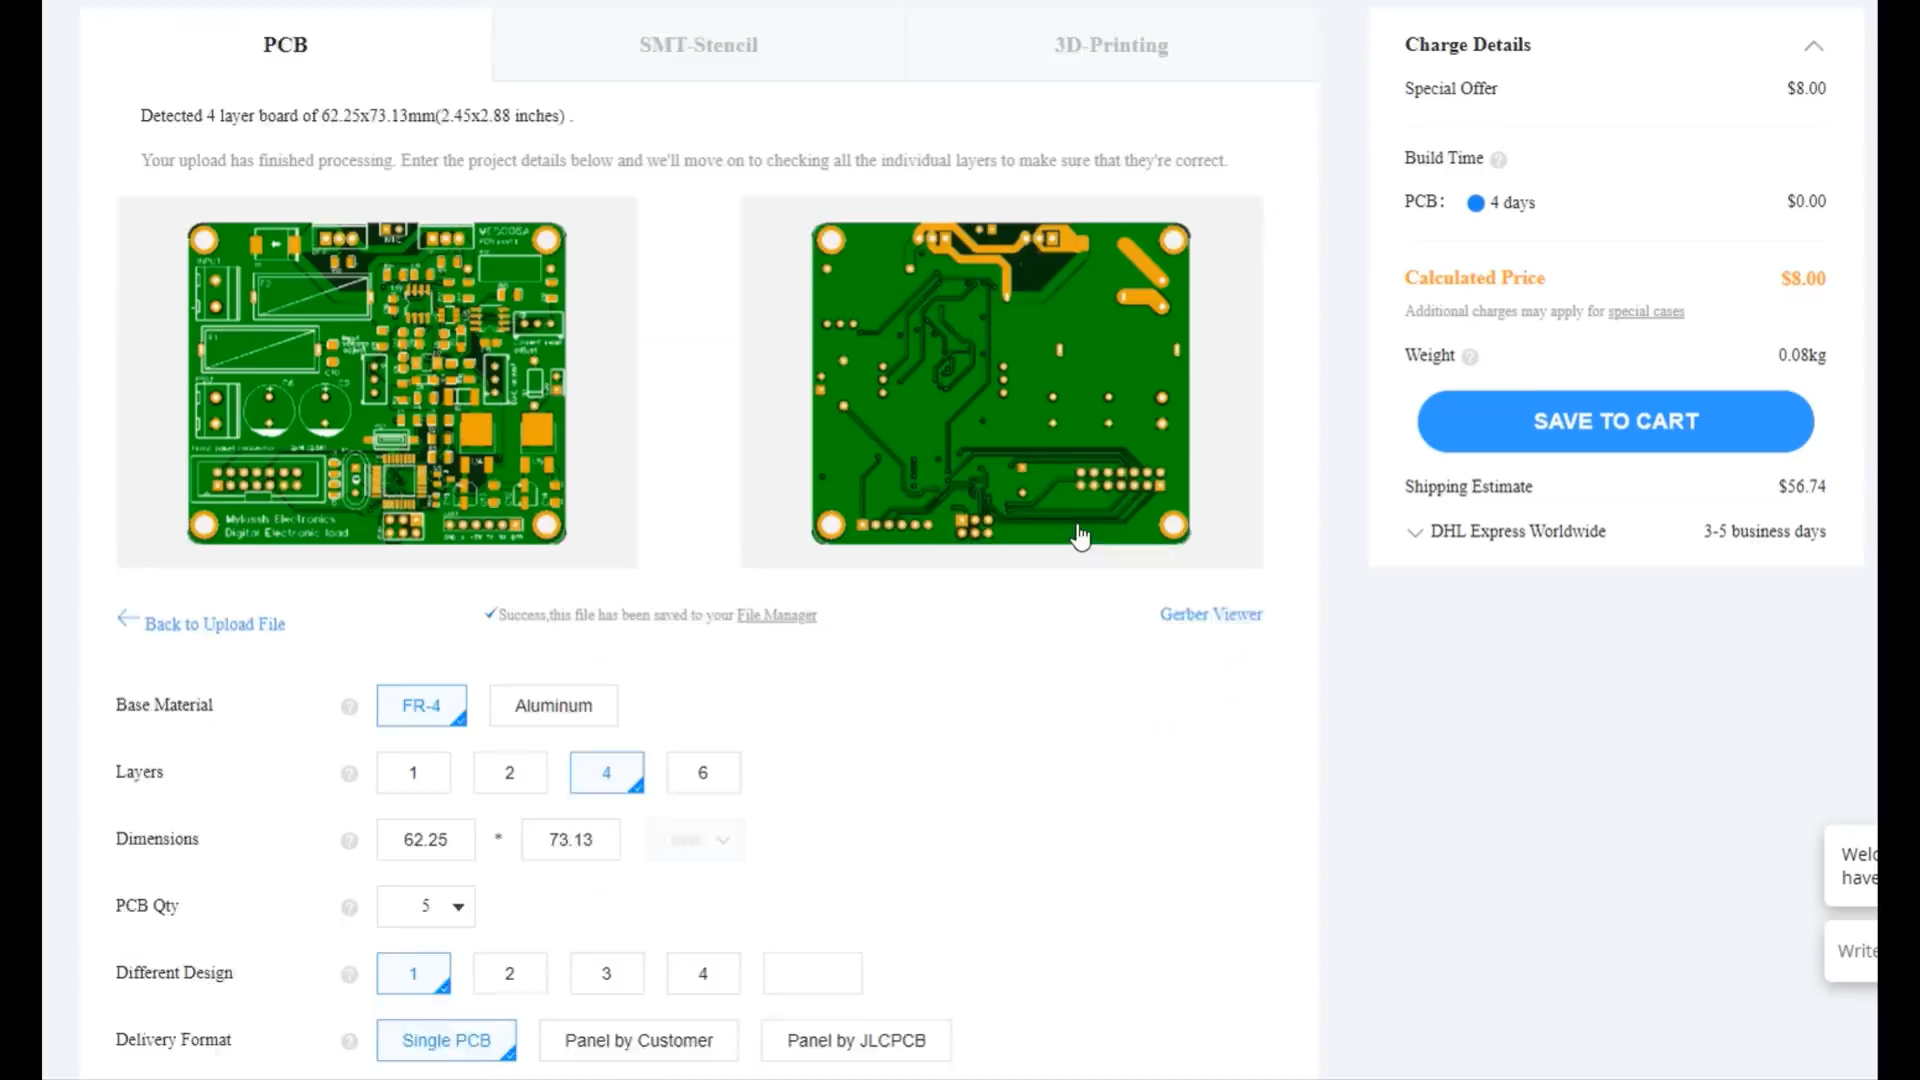 PCB
SMT-Stencil
3D-Printing
Detected 4 layer board of 62.25x73.13mm(2.45x2.88 inches) .
Your upload has finished processing. Enter the project details below and we'll move on to checking all the individual layers to make sure that they're correct.
INPUT
NTC
Mykussh Electronics
Digital Electronic load
Back to Upload File
Success,this file has been saved to your File Manager
Gerber Viewer
Base Material
FR-4
Aluminum
Layers
1
2
4
6
Dimensions
62.25 * 73.13
PCB Qty
5
Different Design
1
2
3
4
Delivery Format
Single PCB
Panel by Customer
Panel by JLCPCB
Charge Details
Special Offer $8.00
Build Time
PCB: 4 days $0.00
Calculated Price $8.00
Additional charges may apply for special cases
Weight 0.08kg
SAVE TO CART
Shipping Estimate $56.74
DHL Express Worldwide 3-5 business days
Welc
have
Write